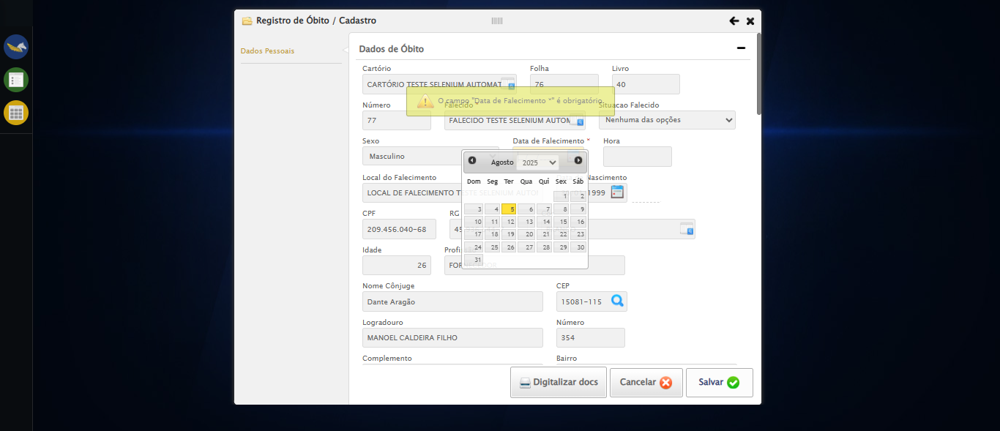 Registro de Óbito / Cadastro
Dados Pessoais
Dados de Óbito
Cartório Folha Livro
CARTÓRIO TESTE SELENIUM AUTOMAT 76 40
O campo "Data de Falecimento *" é obrigatório.
Número Falecido * Situacao Falecido
77 FALECIDO TESTE SELENIUM AUTOM Nenhuma das opções
Sexo Data de Falecimento * Hora
Masculino
Agosto 2025
Local do Falecimento Nascimento
Dom Seg Ter Qua Qui Sex Sáb
LOCAL DE FALECIMENTO TESTE SELENIUM AUTOM 1999
1 2
3 4 5 6 7 8 9
CPF RG
10 11 12 13 14 15 16
209.456.040-68 45
17 18 19 20 21 22 23
24 25 26 27 28 29 30
Idade Profi
31
26 FORNECEDOR
Nome Cônjuge CEP
Dante Aragão 15081-115
Logradouro Número
MANOEL CALDEIRA FILHO 354
Complemento Bairro
Digitalizar docs Cancelar Salvar